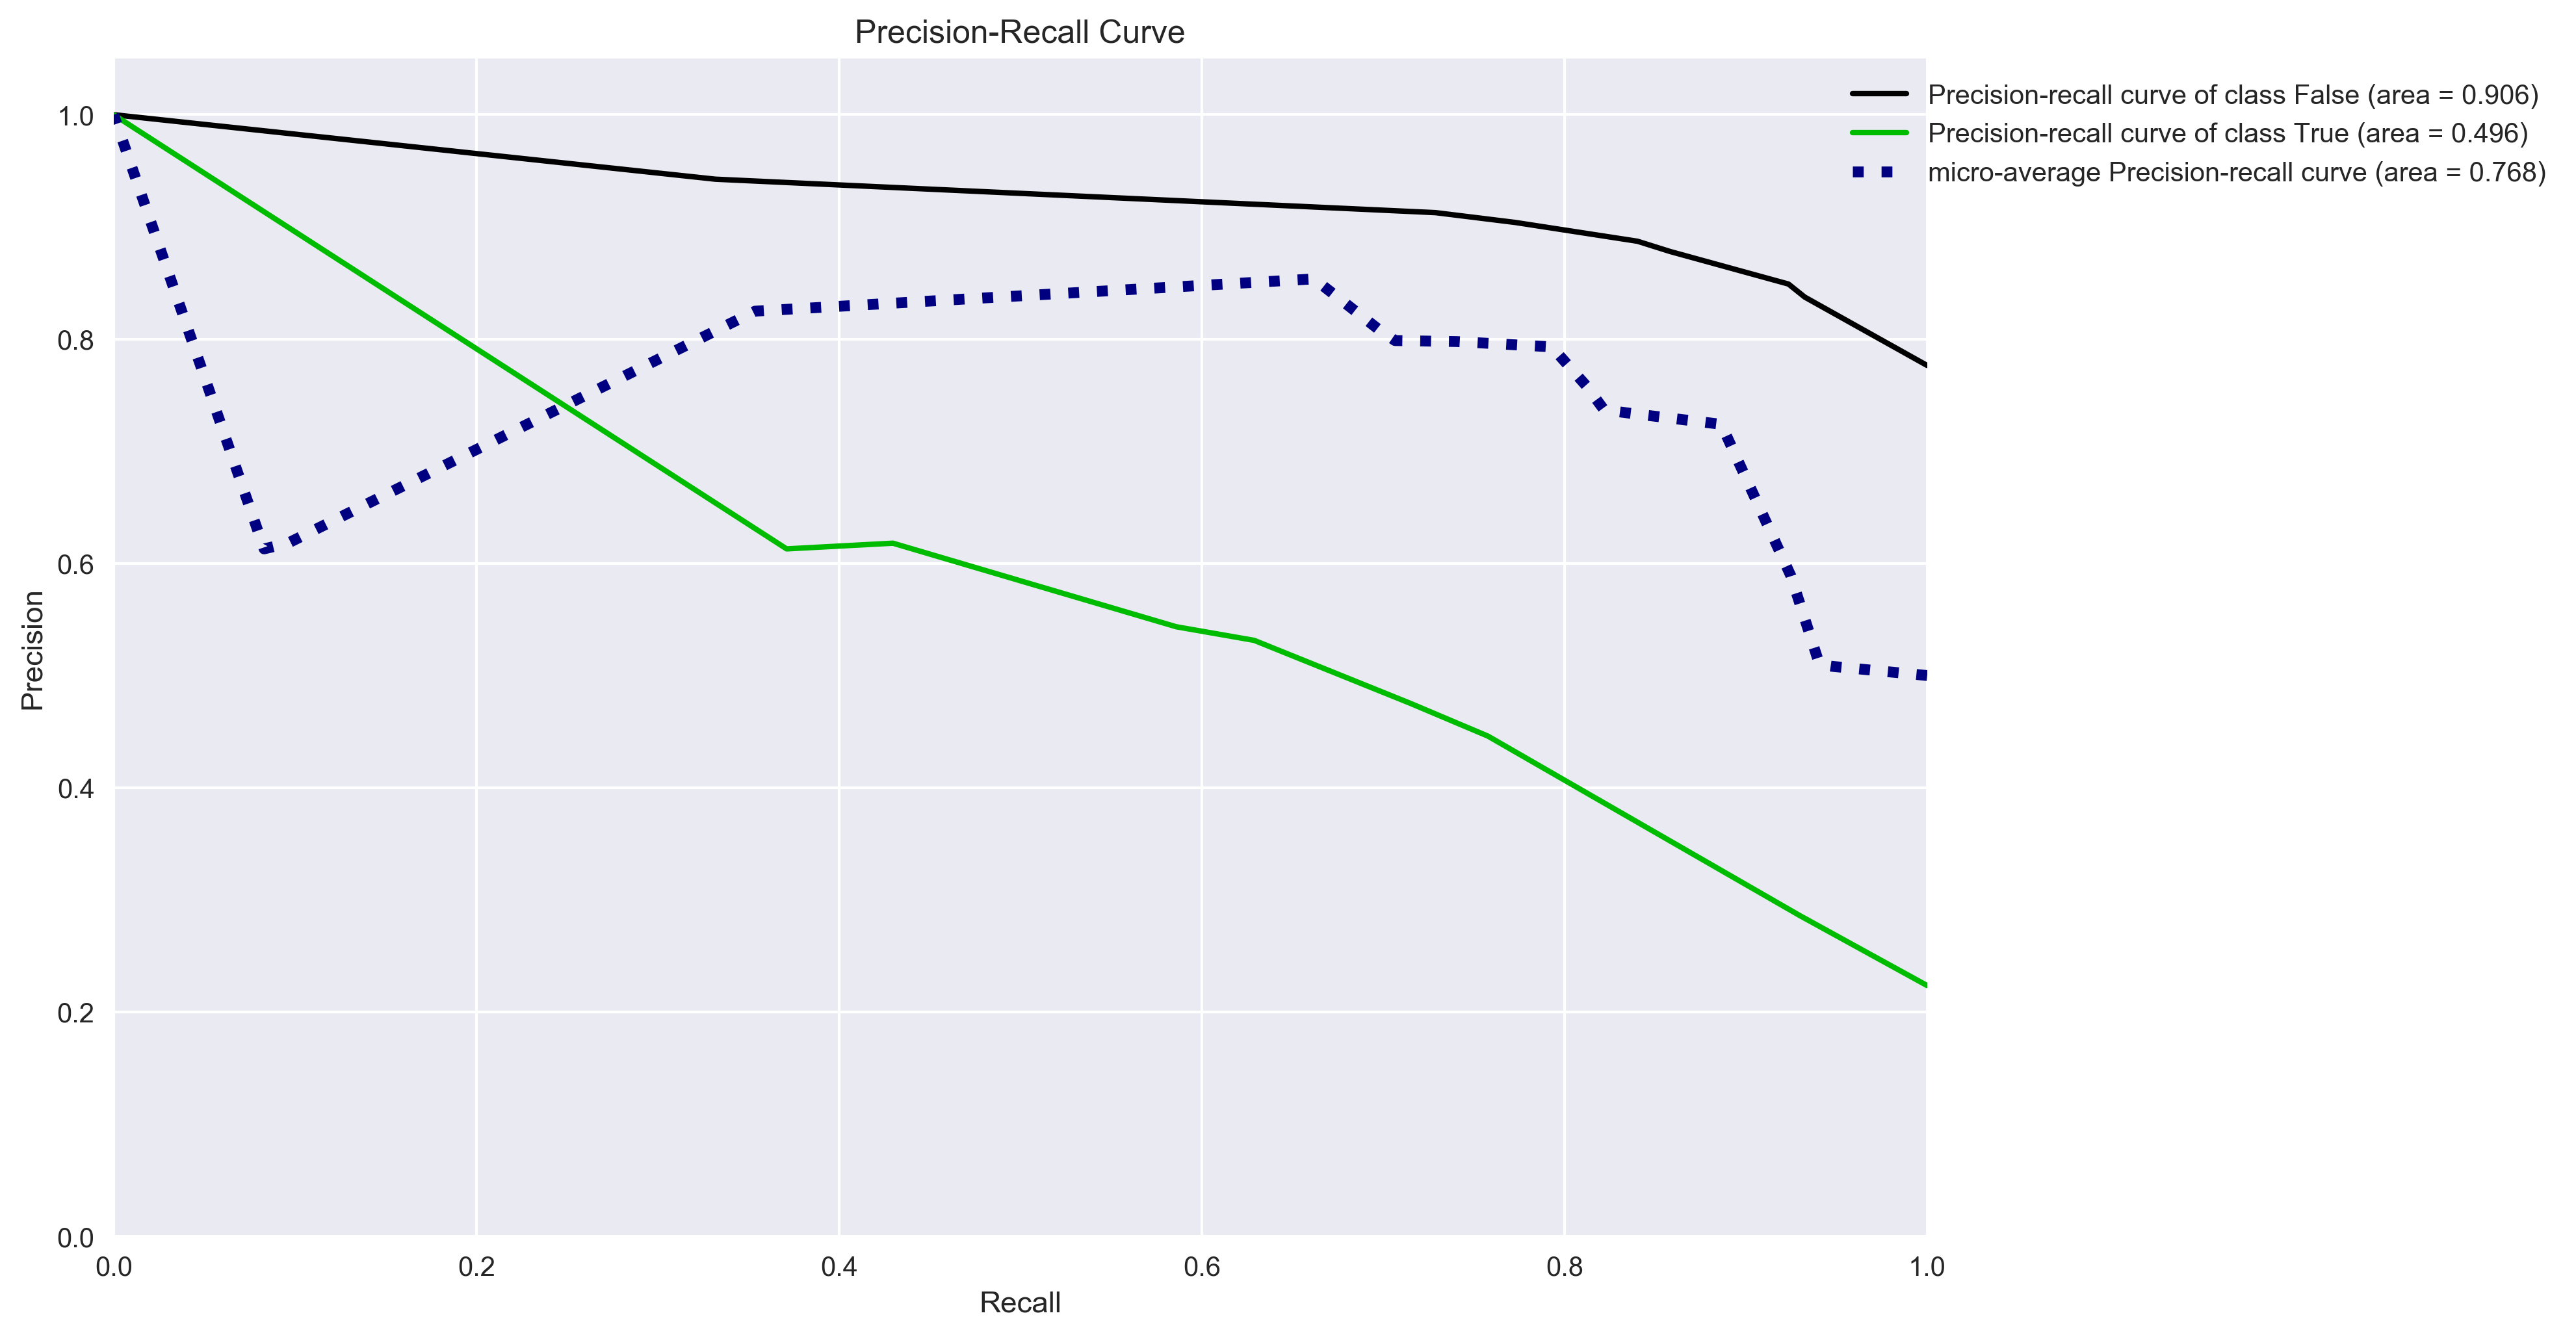 Precision-Recall Curve
Precision-recall curve of class False (area = 0.906)
Precision-recall curve of class True (area = 0.496)
micro-average Precision-recall curve (area = 0.768)
Precision
1.0
0.8
0.6
0.4
0.2
0.0
0.0 0.2 0.4 0.6 0.8 1.0
Recall